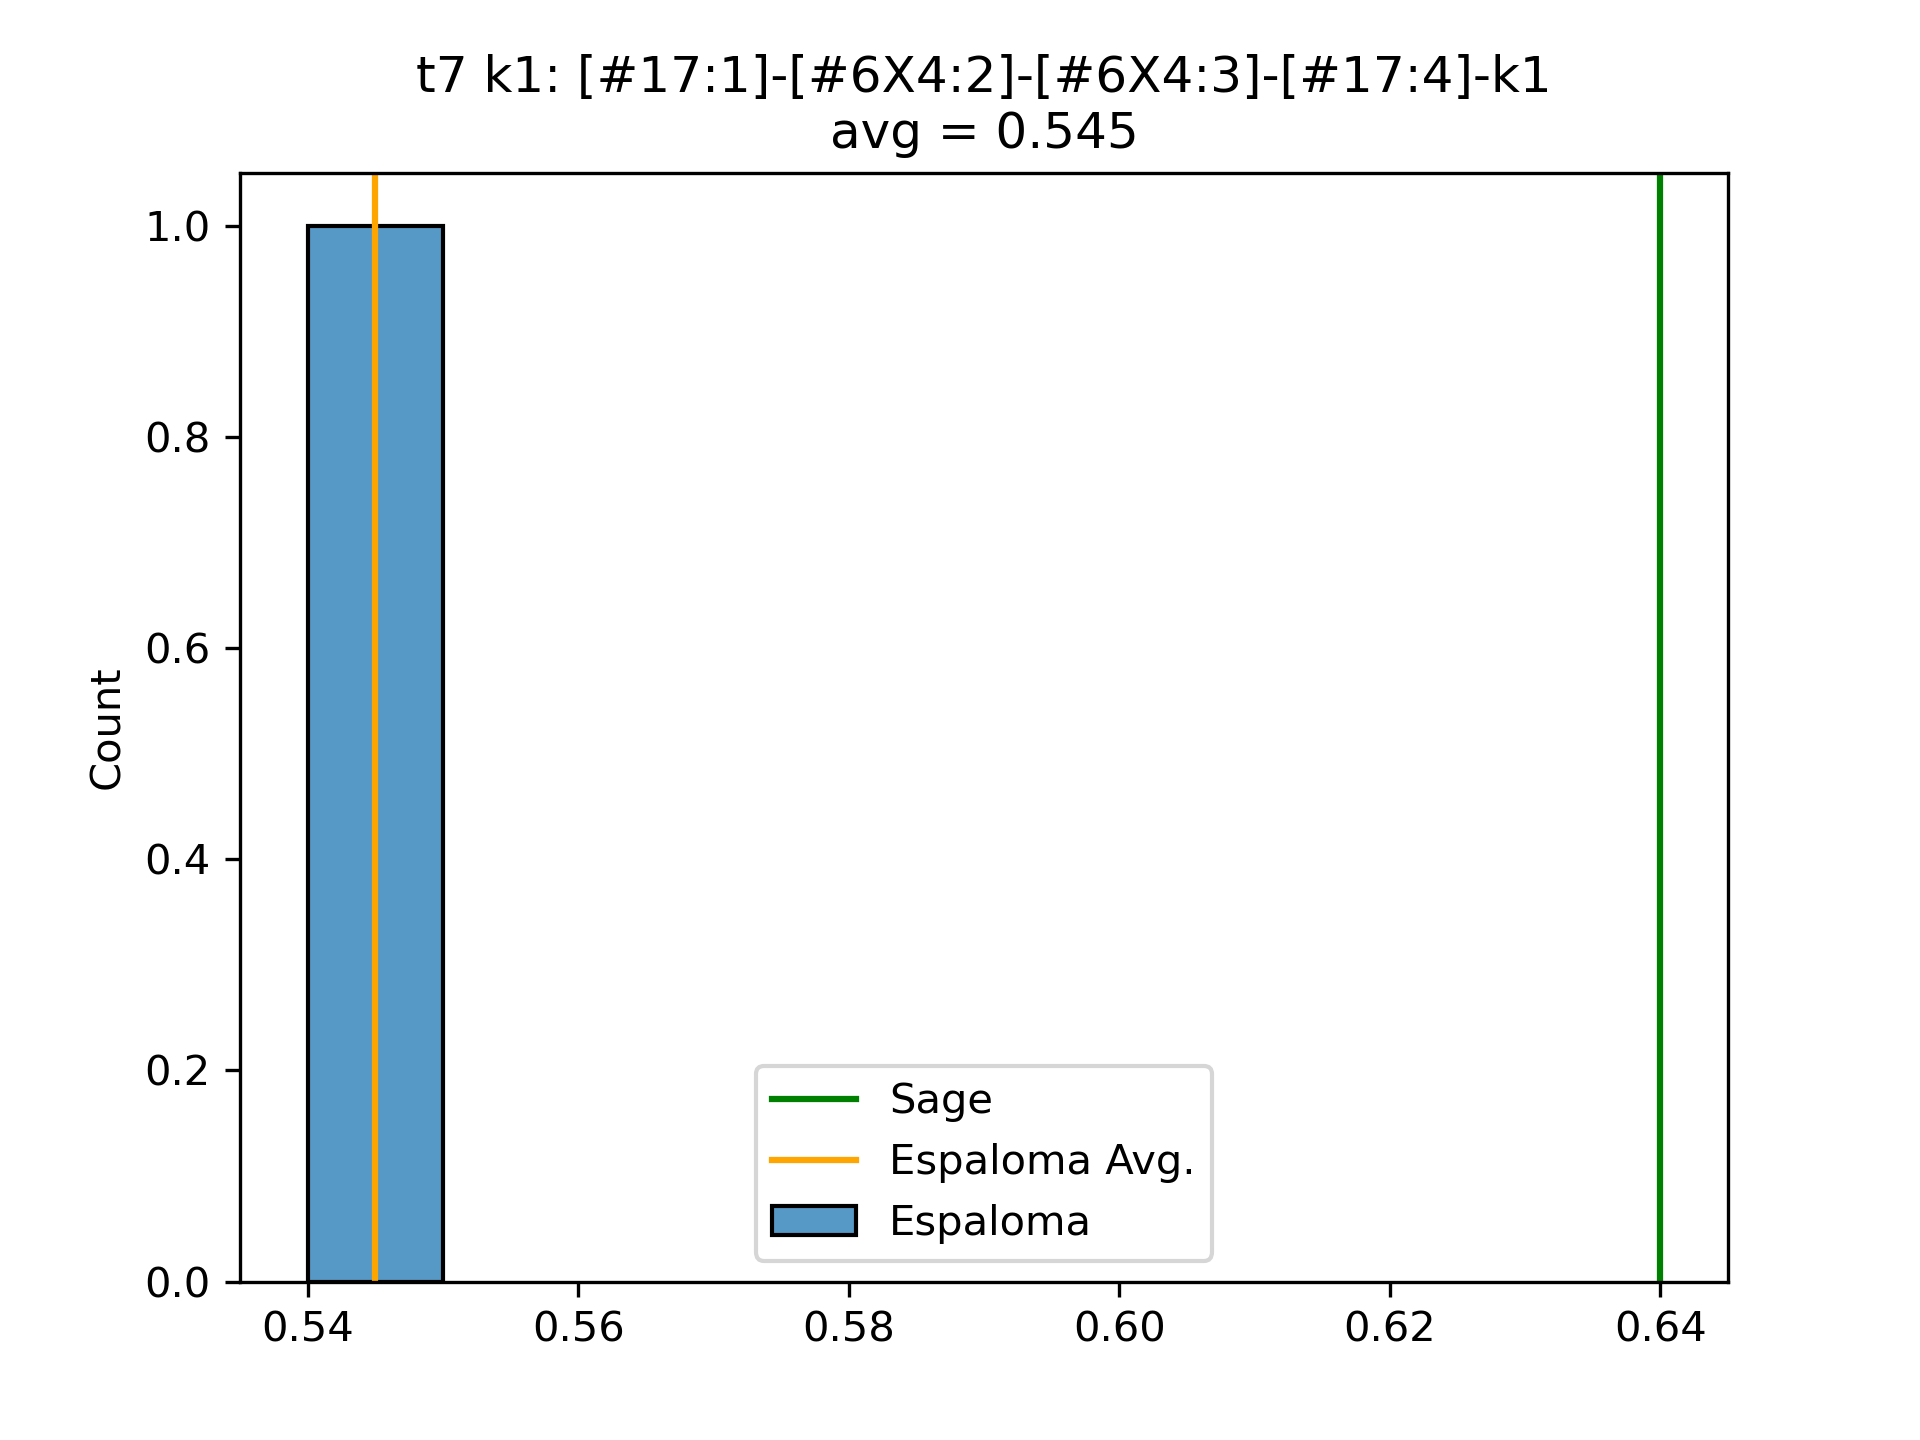 t7 k1: [#17:1]-[#6X4:2]-[#6X4:3]-[#17:4]-k1
avg = 0.545
1.0
0.8
0.6
0.4
0.2
0.0
Count
Sage
Espaloma Avg.
Espaloma
0.54 0.56 0.58 0.60 0.62 0.64